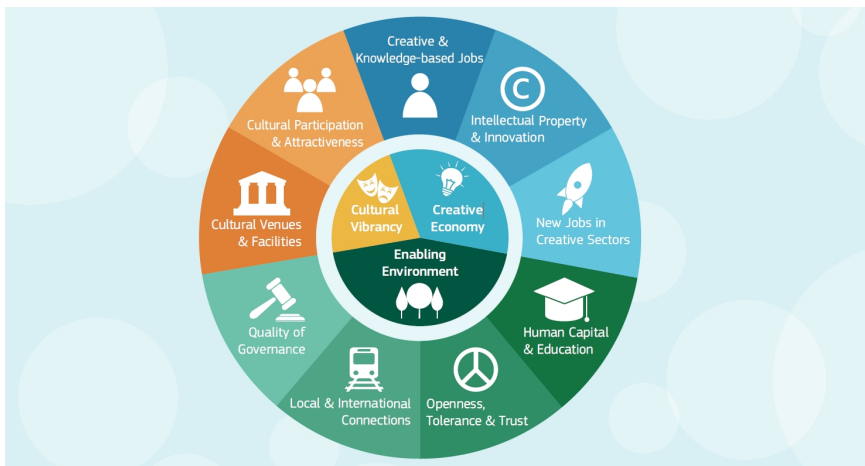 Creative &
Knowledge-based Jobs
C
Intellectual Property
& Innovation
New Jobs in
Creative Sectors
Human Capital
& Education
Openness,
Tolerance & Trust
Local & International
Connections
Quality of
Governance
Cultural Venues
& Facilities
Cultural Participation
& Attractiveness
Cultural
Vibrancy
Creative
Economy
Enabling
Environment